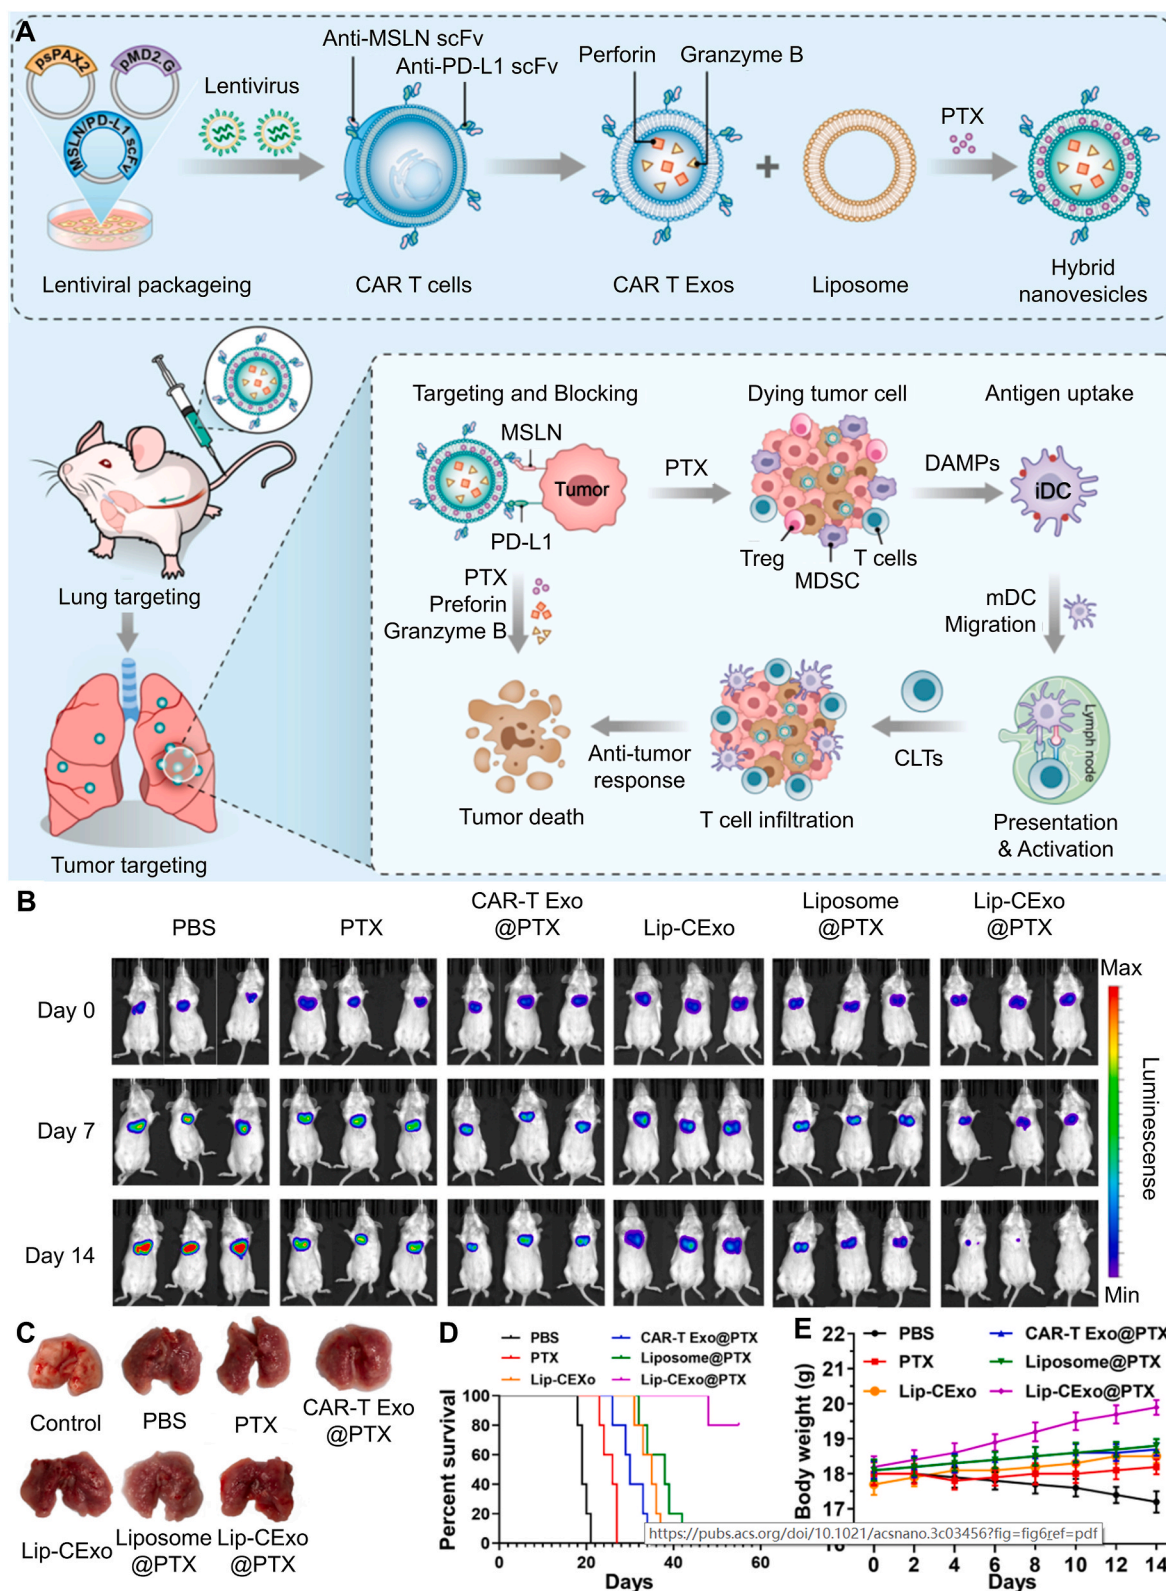 A
psPAX2
pMD2.G
MSLN/PD-L1 scFv
Lentivirus
Anti-MSLN scFv
Anti-PD-L1 scFv
Perforin
Granzyme B
PTX
Lentiviral packageing
CAR T cells
CAR T Exos
Liposome
Hybrid
nanovesicles
Lung targeting
Tumor targeting
Targeting and Blocking
MSLN
Tumor
PD-L1
PTX
Dying tumor cell
Treg
MDSC
T cells
DAMPs
Antigen uptake
iDC
PTX
Preforin
Granzyme B
mDC
Migration
Lymph node
CLTs
Anti-tumor
response
Tumor death
T cell infiltration
Presentation
& Activation
B
PBS
PTX
CAR-T Exo
@PTX
Lip-CExo
Liposome
@PTX
Lip-CExo
@PTX
Day 0
Day 7
Day 14
Max
Luminescense
Min
C
Control
PBS
PTX
CAR-T Exo
@PTX
Lip-CExo
Liposome
@PTX
Lip-CExo
@PTX
D
PBS
PTX
Lip-CEXo
CAR-T Exo@PTX
Liposome@PTX
Lip-CExo@PTX
Percent survival
100
80
60
40
20
0
0 20 40 60
Days
E
PBS
PTX
Lip-CExo
CAR-T Exo@PTX
Liposome@PTX
Lip-CExo@PTX
Body weight (g)
22
21
20
19
18
17
0 2 4 6 8 10 12 14
Days
https://pubs.acs.org/doi/10.1021/acsnano.3c03456?fig=fig6ref=pdf